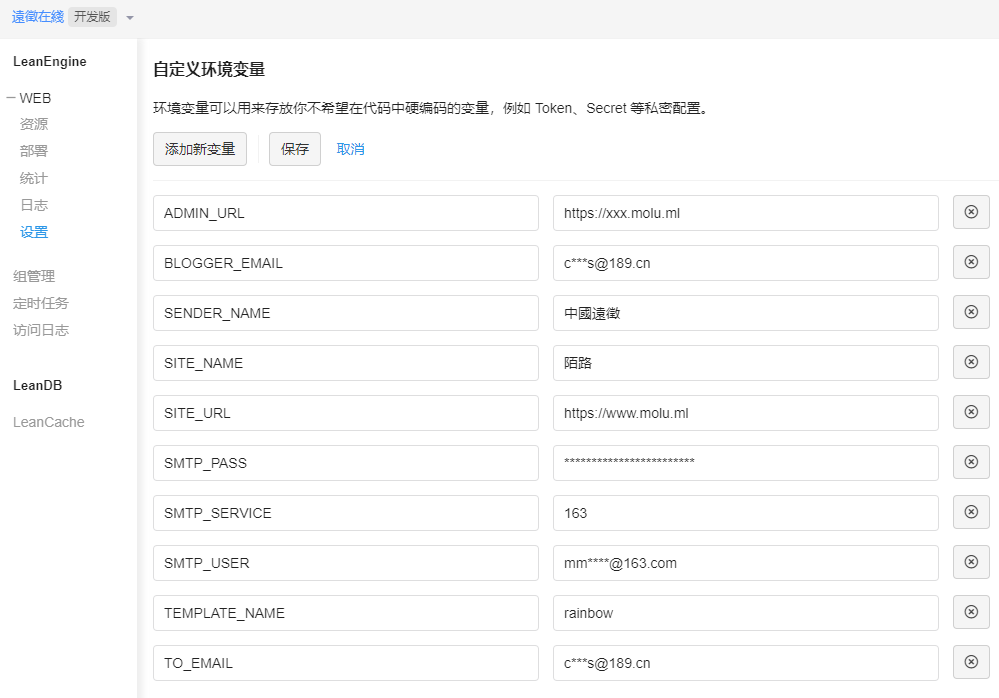 遠徵在綫 开发版
LeanEngine
WEB
资源
部署
统计
日志
设置
组管理
定时任务
访问日志
LeanDB
LeanCache
自定义环境变量
环境变量可以用来存放你不希望在代码中硬编码的变量，例如 Token、Secret 等私密配置。
添加新变量 保存 取消
ADMIN_URL https://xxx.molu.ml
BLOGGER_EMAIL c***s@189.cn
SENDER_NAME 中國遠徵
SITE_NAME 陌路
SITE_URL https://www.molu.ml
SMTP_PASS ************************
SMTP_SERVICE 163
SMTP_USER mm****@163.com
TEMPLATE_NAME rainbow
TO_EMAIL c***s@189.cn